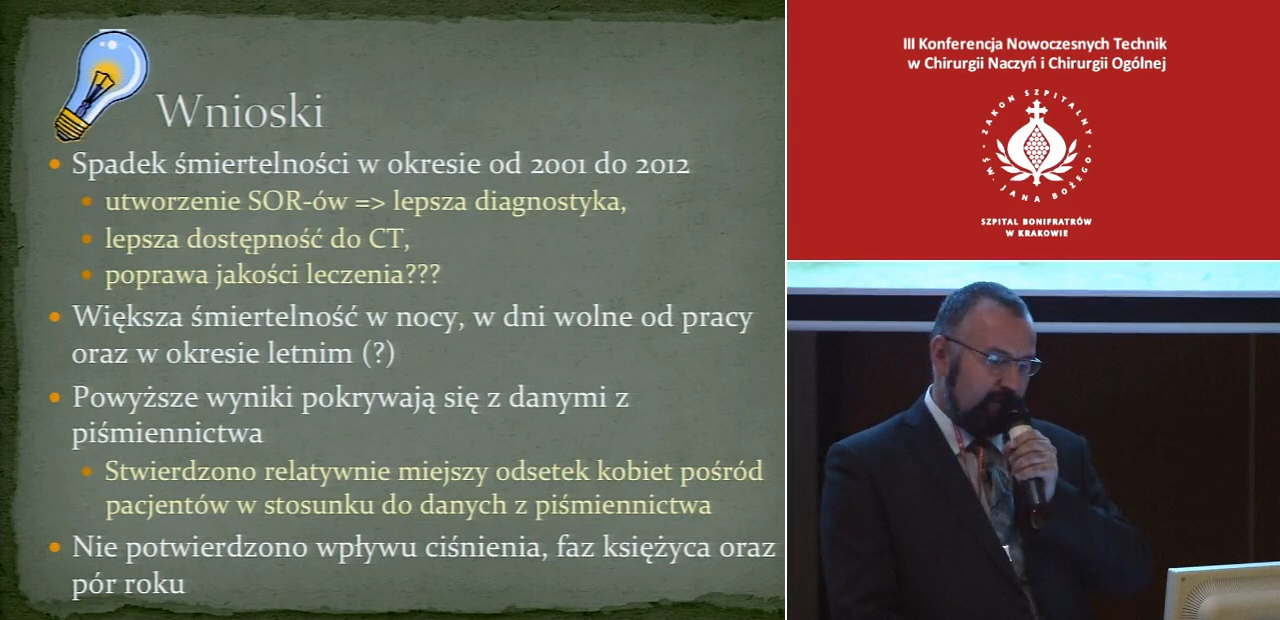 Wnioski
• Spadek śmiertelności w okresie od 2001 do 2012
• utworzenie SOR-ów => lepsza diagnostyka,
• lepsza dostępność do CT,
• poprawa jakości leczenia???
• Większa śmiertelność w nocy, w dni wolne od pracy
oraz w okresie letnim (?)
• Powyższe wyniki pokrywają się z danymi z
piśmiennictwa
• Stwierdzono relatywnie miejszy odsetek kobiet pośród
pacjentów w stosunku do danych z piśmiennictwa
• Nie potwierdzono wpływu ciśnienia, faz księżyca oraz
pór roku
III Konferencja Nowoczesnych Technik
w Chirurgii Naczyń i Chirurgii Ogólnej
ZAKON SZPITALNY
ŚW. JANA BOŻEGO
SZPITAL BONIFRATRÓW
W KRAKOWIE